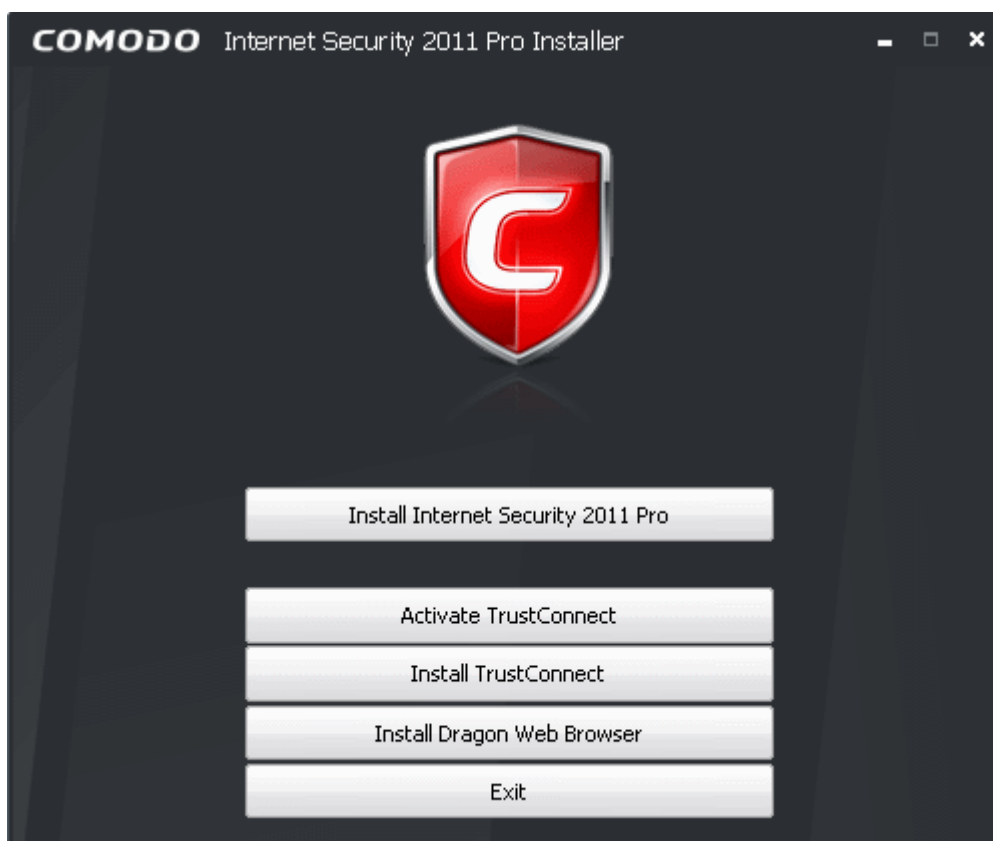 COMODO Internet Security 2011 Pro Installer
C
Install Internet Security 2011 Pro
Activate TrustConnect
Install TrustConnect
Install Dragon Web Browser
Exit